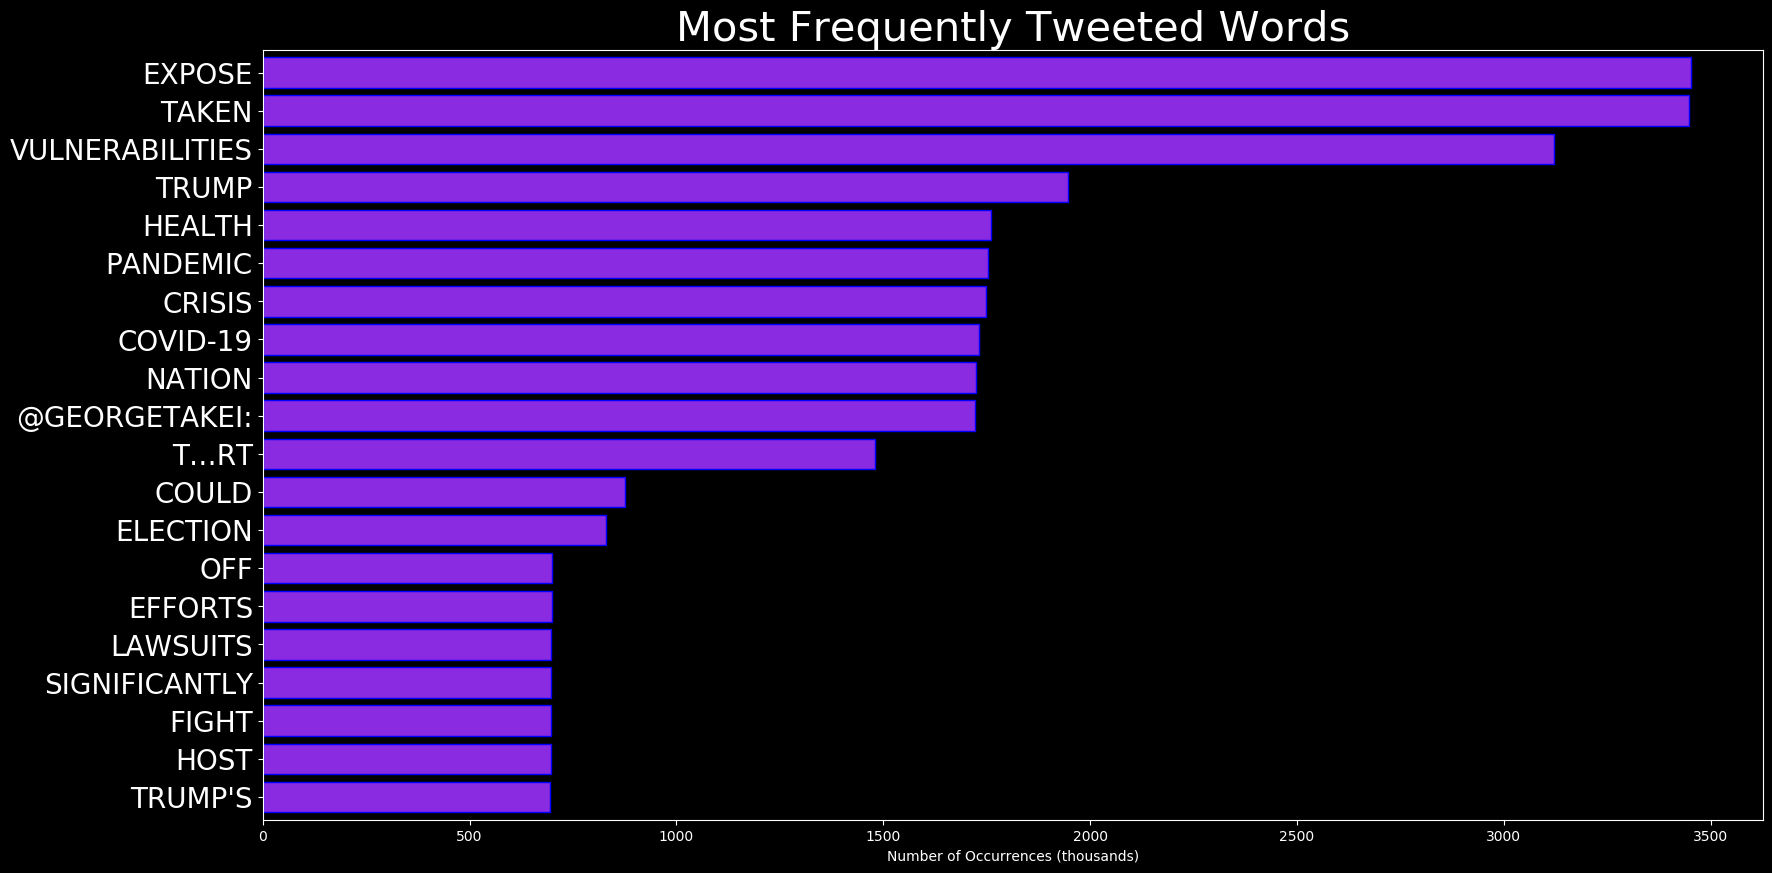 Most Frequently Tweeted Words
EXPOSE
TAKEN
VULNERABILITIES
TRUMP
HEALTH
PANDEMIC
CRISIS
COVID-19
NATION
@GEORGETAKEI:
T…RT
COULD
ELECTION
OFF
EFFORTS
LAWSUITS
SIGNIFICANTLY
FIGHT
HOST
TRUMP'S
0 500 1000 1500 2000 2500 3000 3500
Number of Occurrences (thousands)